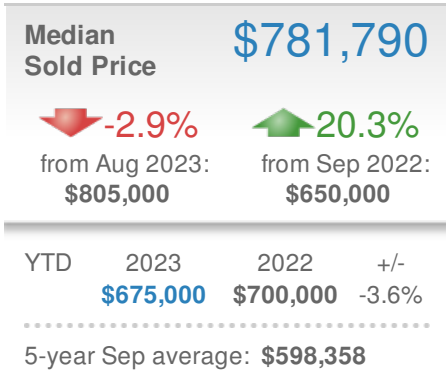 Median
Sold Price
$781,790
-2.9%
20.3%
from Aug 2023:
from Sep 2022:
$805,000
$650,000
YTD 2023 2022 +/-
$675,000 $700,000 -3.6%
5-year Sep average: $598,358